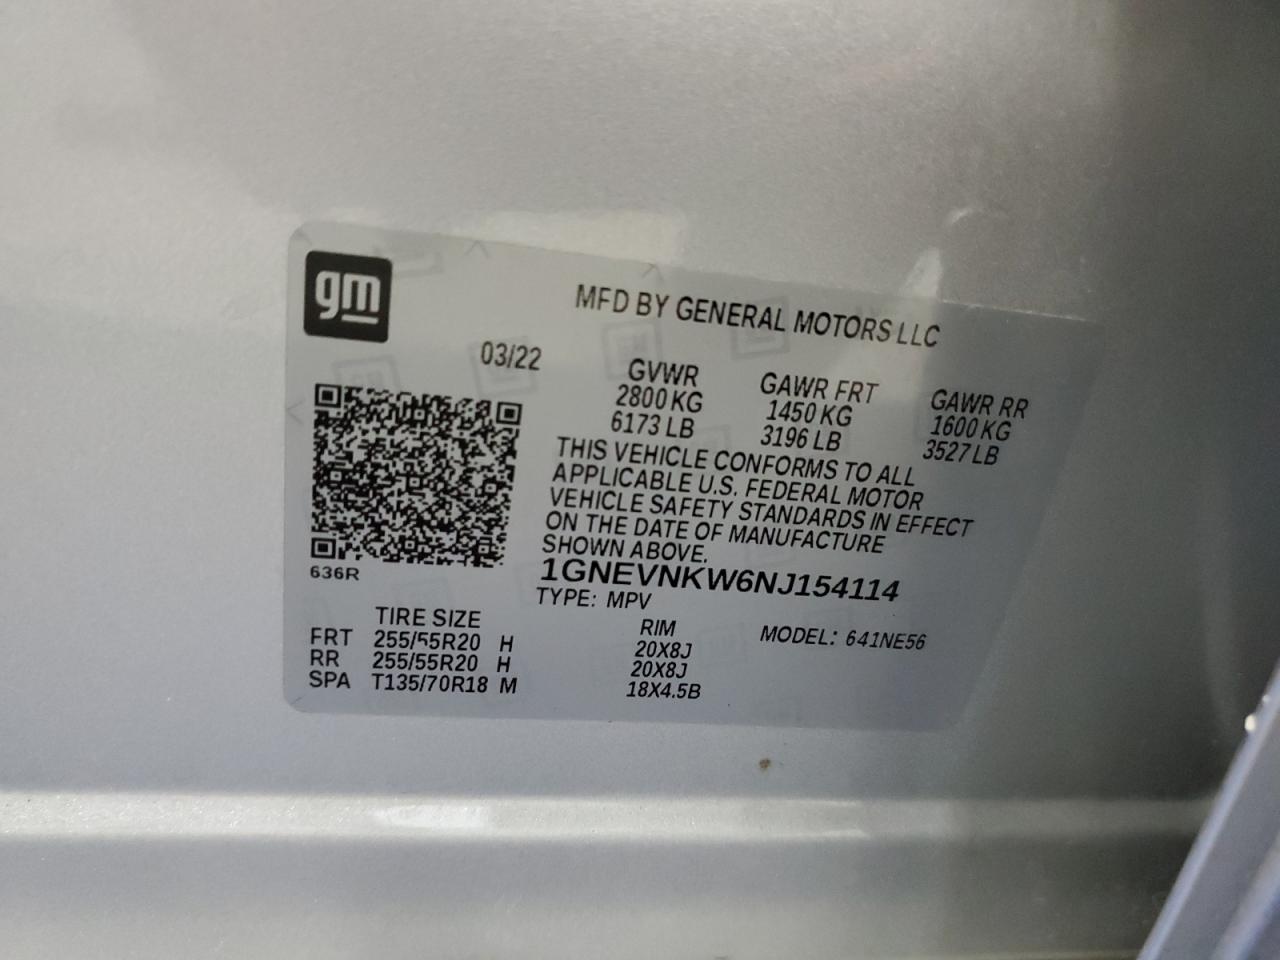 gm
MFD BY GENERAL MOTORS LLC
03/22
GVWR GAWR FRT GAWR RR
2800 KG 1450 KG 1600 KG
6173 LB 3196 LB 3527 LB
THIS VEHICLE CONFORMS TO ALL
APPLICABLE U.S. FEDERAL MOTOR
VEHICLE SAFETY STANDARDS IN EFFECT
ON THE DATE OF MANUFACTURE
SHOWN ABOVE.
636R
1GNEVNKW6NJ154114
TYPE: MPV MODEL: 641NE56
TIRE SIZE RIM
FRT 255/55R20 H 20X8J
RR 255/55R20 H 20X8J
SPA T135/70R18 M 18X4.5B